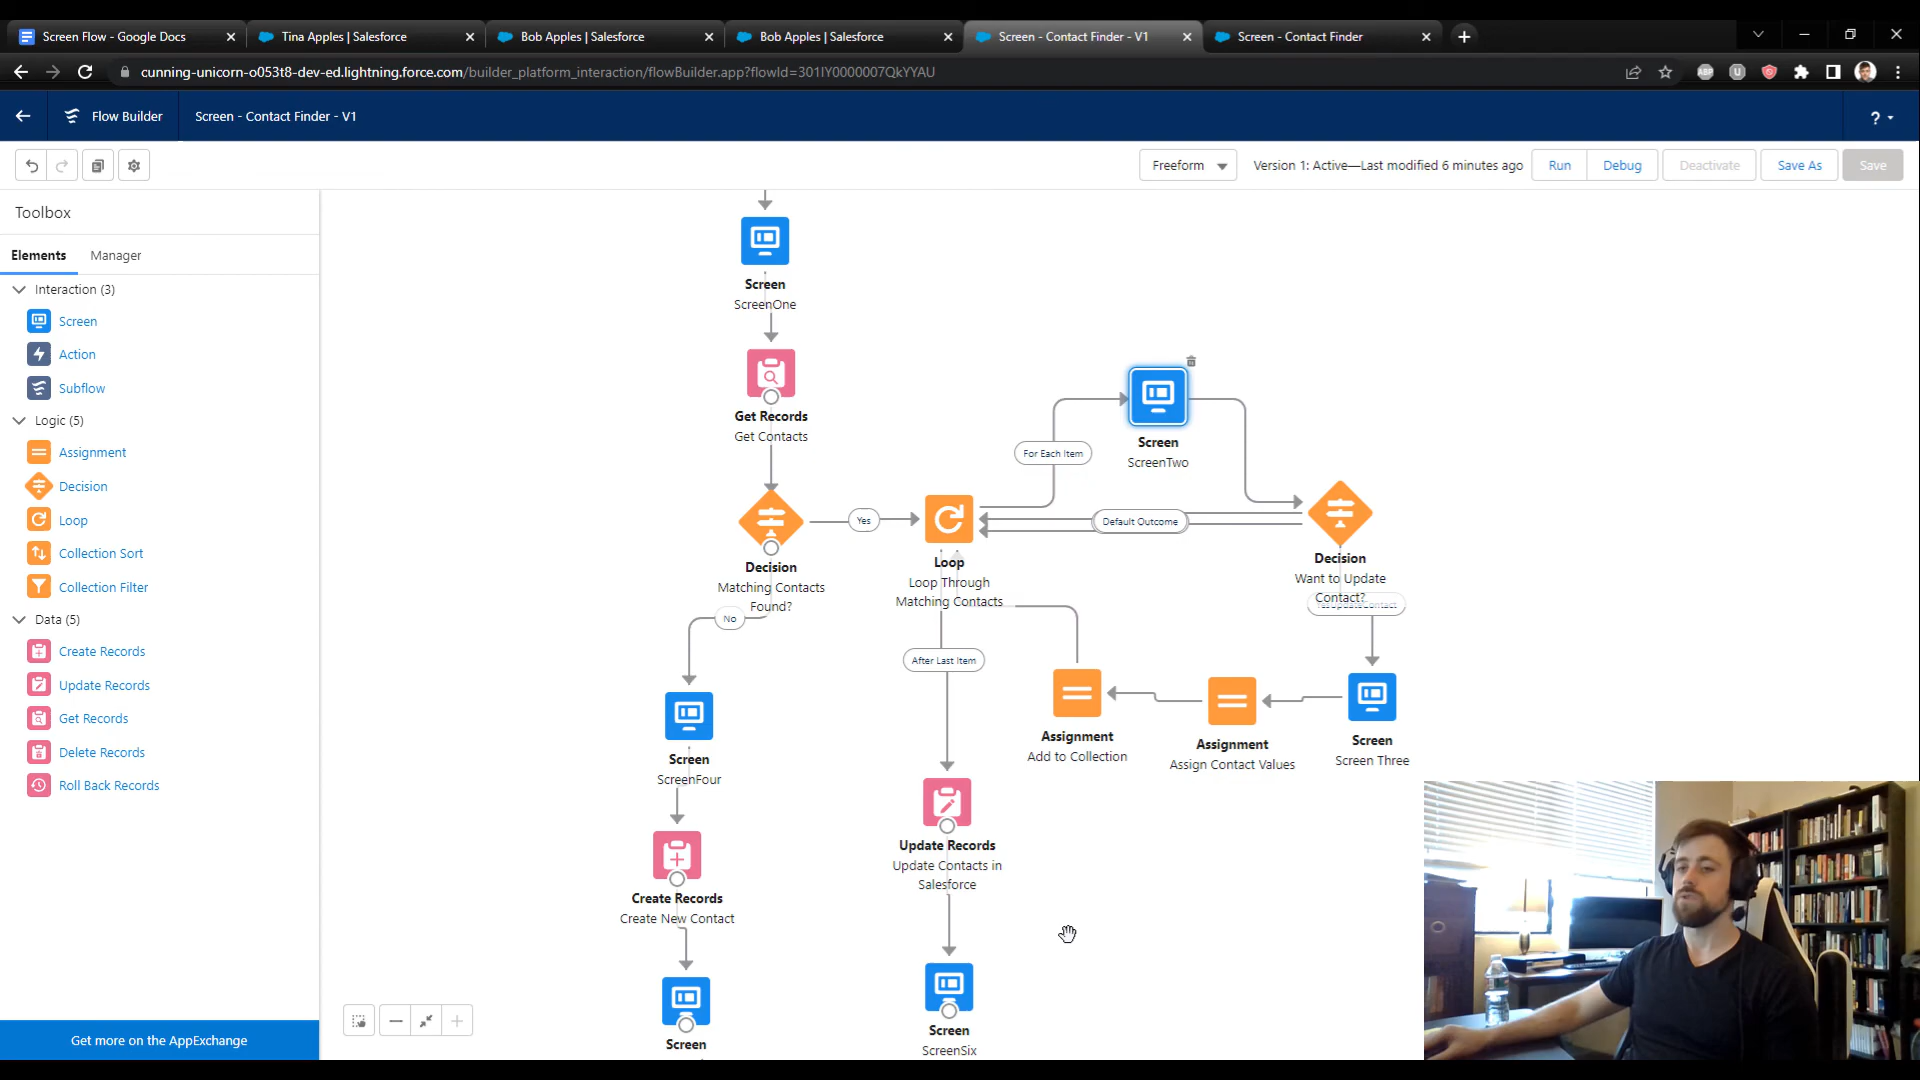 Screen Flow - Google Docs
Tina Apples | Salesforce
Bob Apples | Salesforce
Bob Apples | Salesforce
Screen - Contact Finder - V1
Screen - Contact Finder
cunning-unicorn-o053t8-dev-ed.lightning.force.com/builder_platform_interaction/flowBuilder.app?flowId=301IY0000007QkYYAU
ABP
Flow Builder
Screen - Contact Finder - V1
?
Freeform
Version 1: Active—Last modified 6 minutes ago
Run
Debug
Deactivate
Save As
Save
Toolbox
Elements
Manager
Interaction (3)
Screen
Action
Subflow
Logic (5)
Assignment
Decision
Loop
Collection Sort
Collection Filter
Data (5)
Create Records
Update Records
Get Records
Delete Records
Roll Back Records
Get more on the AppExchange
Screen
ScreenOne
Get Records
Get Contacts
Decision
Matching Contacts
Found?
Yes
No
Loop
Loop Through
Matching Contacts
For Each Item
Screen
ScreenTwo
Default Outcome
Decision
Want to Update
Contact?
After Last Item
Assignment
Add to Collection
Assignment
Assign Contact Values
Screen
Screen Three
Screen
ScreenFour
Create Records
Create New Contact
Screen
Update Records
Update Contacts in
Salesforce
Screen
ScreenSix